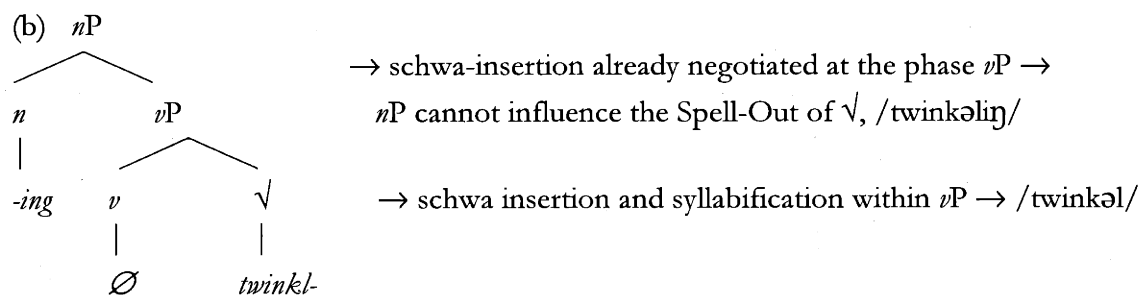 (b) nP
→ schwa-insertion already negotiated at the phase vP →
n vP nP cannot influence the Spell-Out of √, /twinkəliŋ/
-ing v √ → schwa insertion and syllabification within vP → /twinkəl/
Ø twinkl-